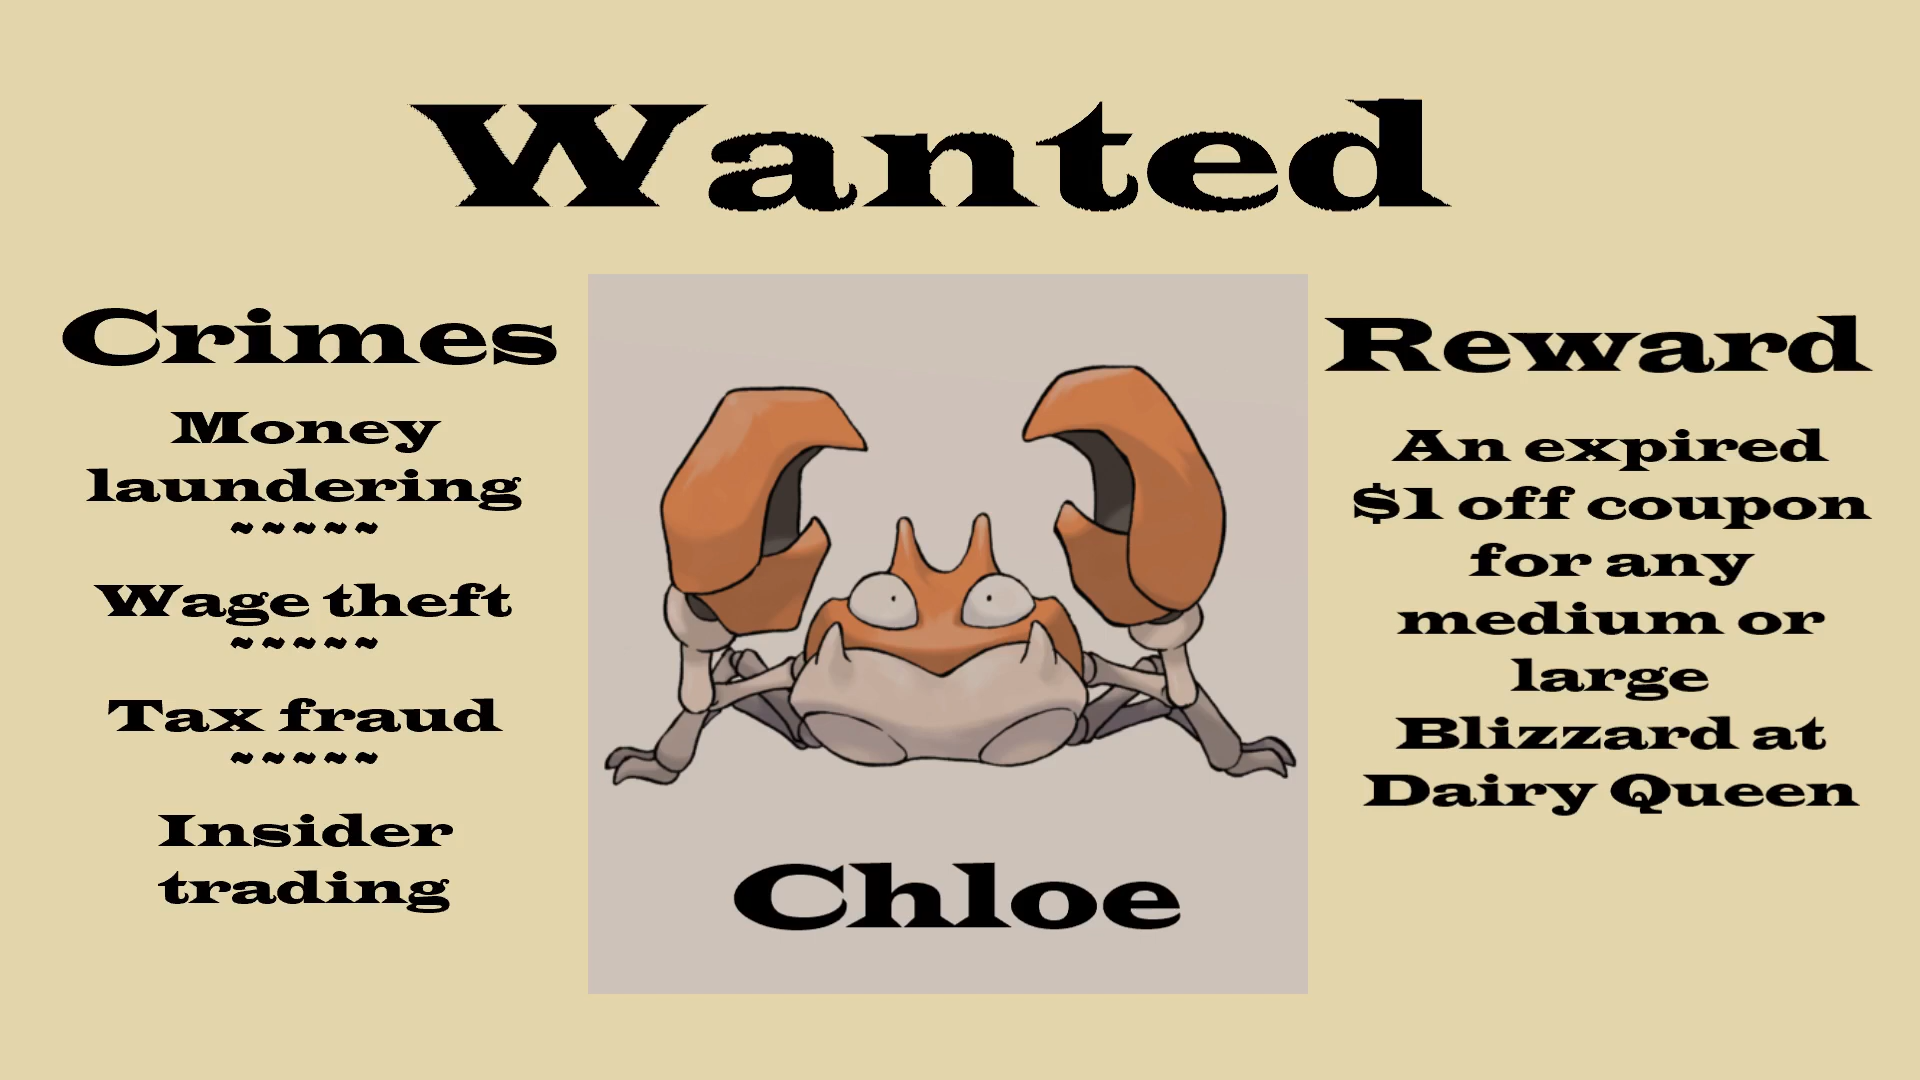 Wanted
Crimes
Money
laundering
~~~~~
Wage theft
~~~~~
Tax fraud
~~~~~
Insider
trading
Chloe
Reward
An expired
$1 off coupon
for any
medium or
large
Blizzard at
Dairy Queen